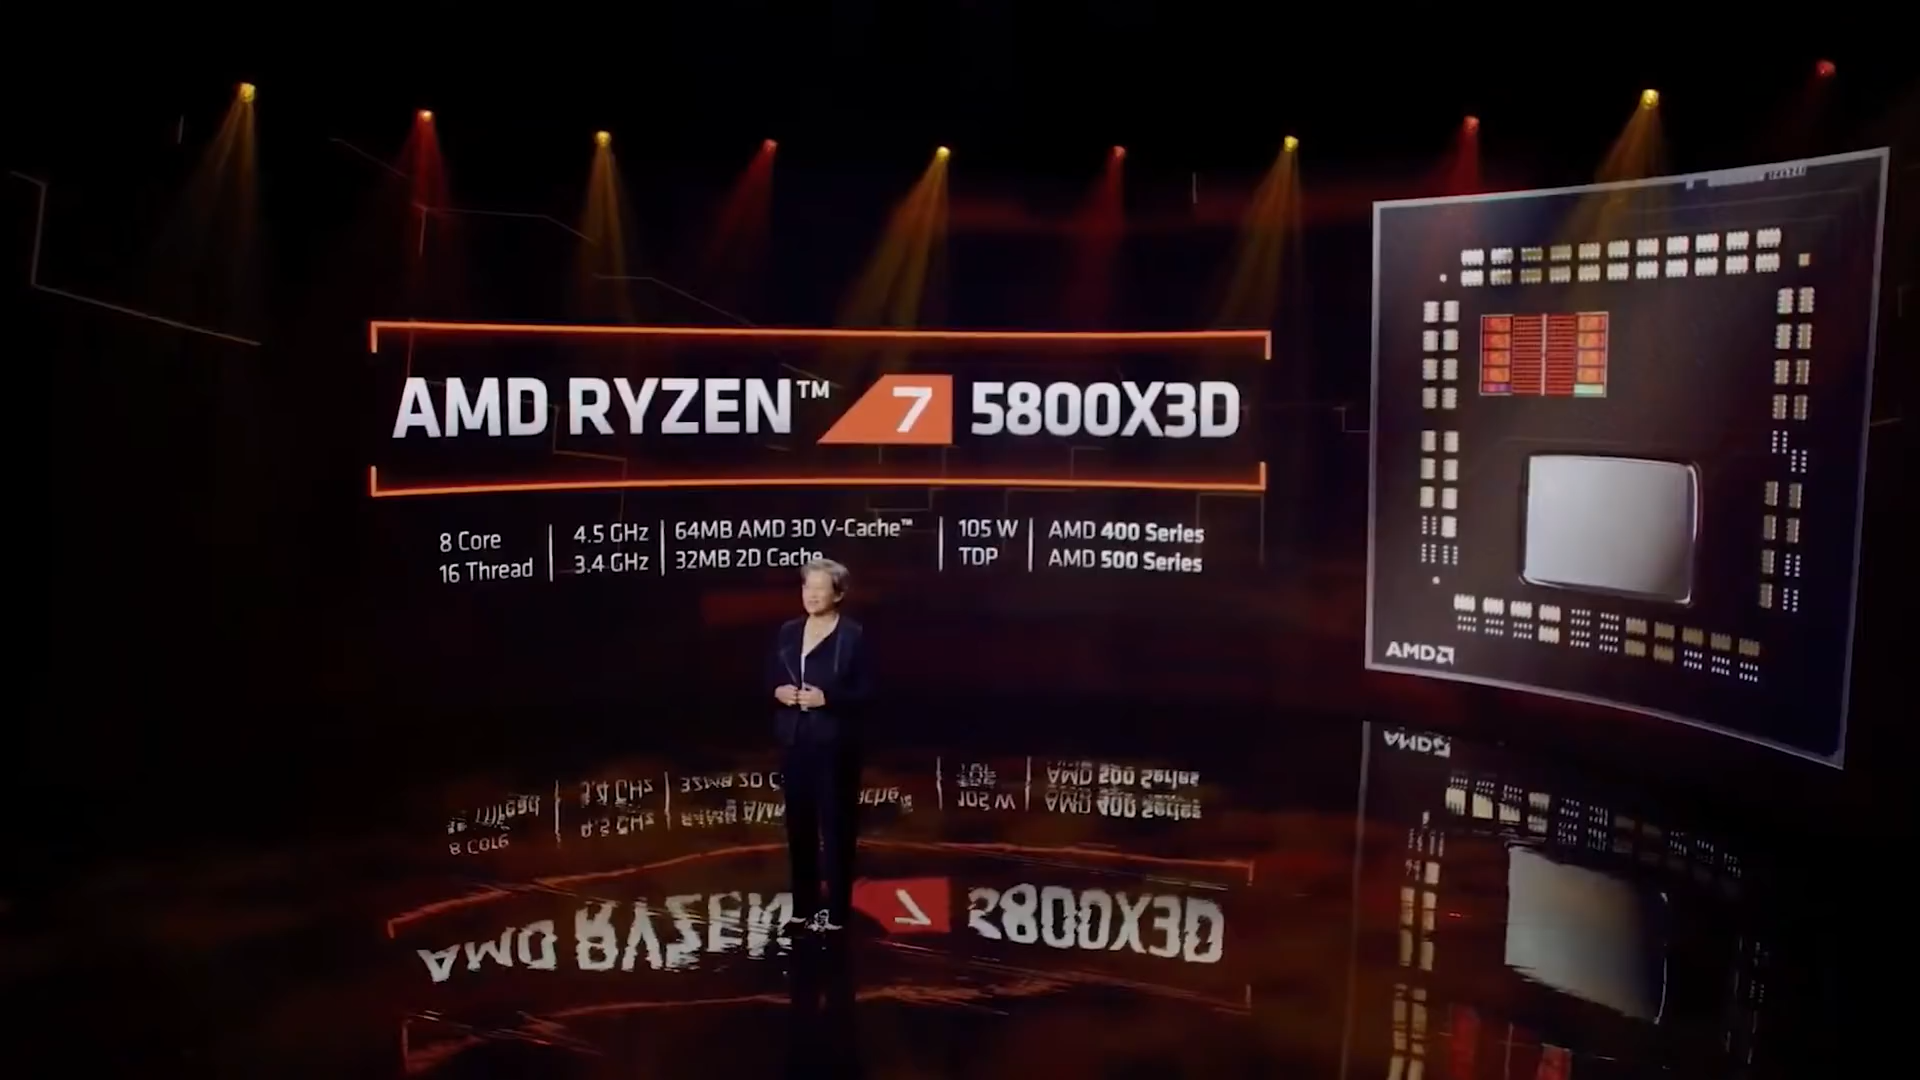 AMD RYZEN™ 7 5800X3D
8 Core
16 Thread
4.5 GHz
3.4 GHz
64MB AMD 3D V-Cache™
32MB 2D Cache
105 W
TDP
AMD 400 Series
AMD 500 Series
AMD